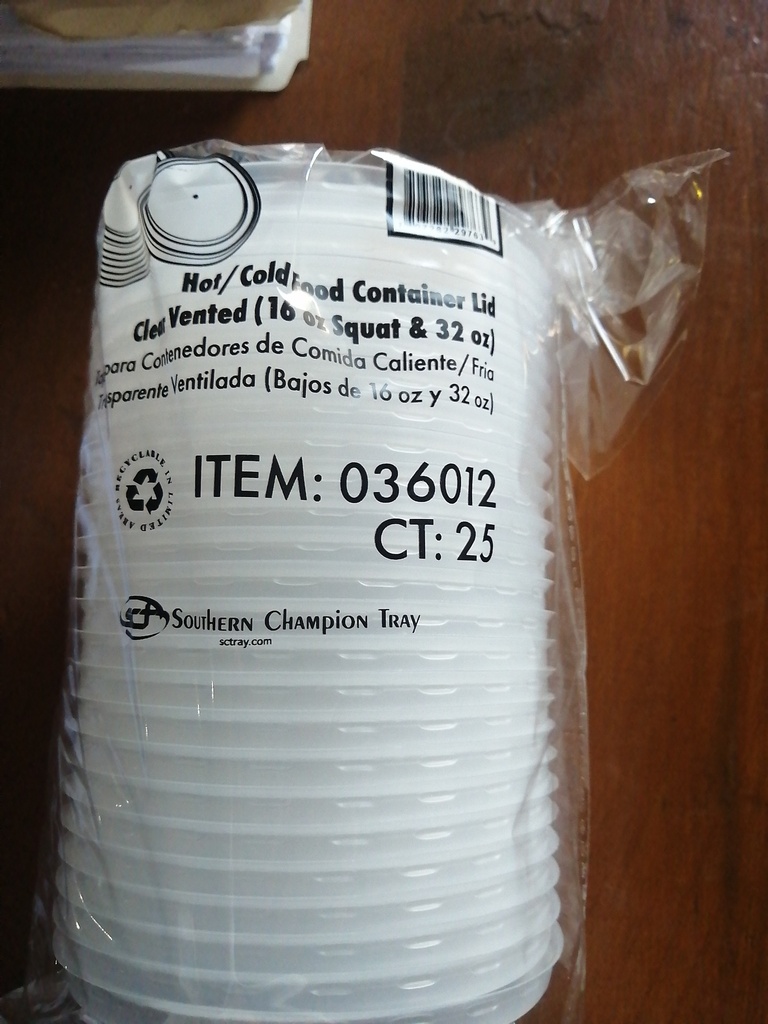 Hot/Cold Food Container Lid
Clear Vented (16 oz Squat & 32 oz)
para Contenedores de Comida Caliente/Fria
Ventilada (Bajos de 16 oz y 32 oz)
RECYCLABLE IN LIMITED AREAS
ITEM: 036012
CT: 25
SCT SOUTHERN CHAMPION TRAY
sctray.com